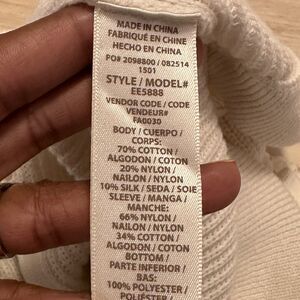 MADE IN CHINA
FABRIQUÉ EN CHINE
HECHO EN CHINA
PO# 2098800 / 082514
1501
STYLE / MODEL#
EE5888
VENDOR CODE / CODE
VENDEUR#
FA0030
BODY / CUERPO /
CORPS:
70% COTTON /
ALGODON / COTON
20% NYLON /
NAILON / NYLON
10% SILK / SEDA / SOIE
SLEEVE / MANGA /
MANCHE:
66% NYLON /
NAILON / NYLON
34% COTTON /
ALGODON / COTTON
BOTTOM /
PARTE INFERIOR /
BAS:
100% POLYESTER /
POLIÉSTER /